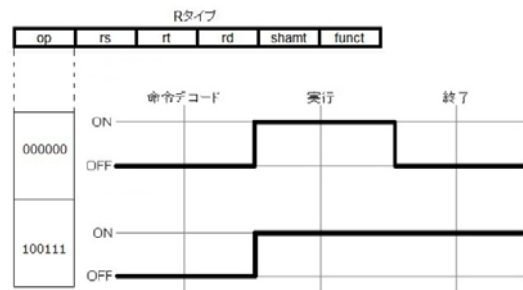 Rタイプ
op rs rt rd shamt funct
命令デコード 実行 終了
ON
000000
OFF
ON
100111
OFF